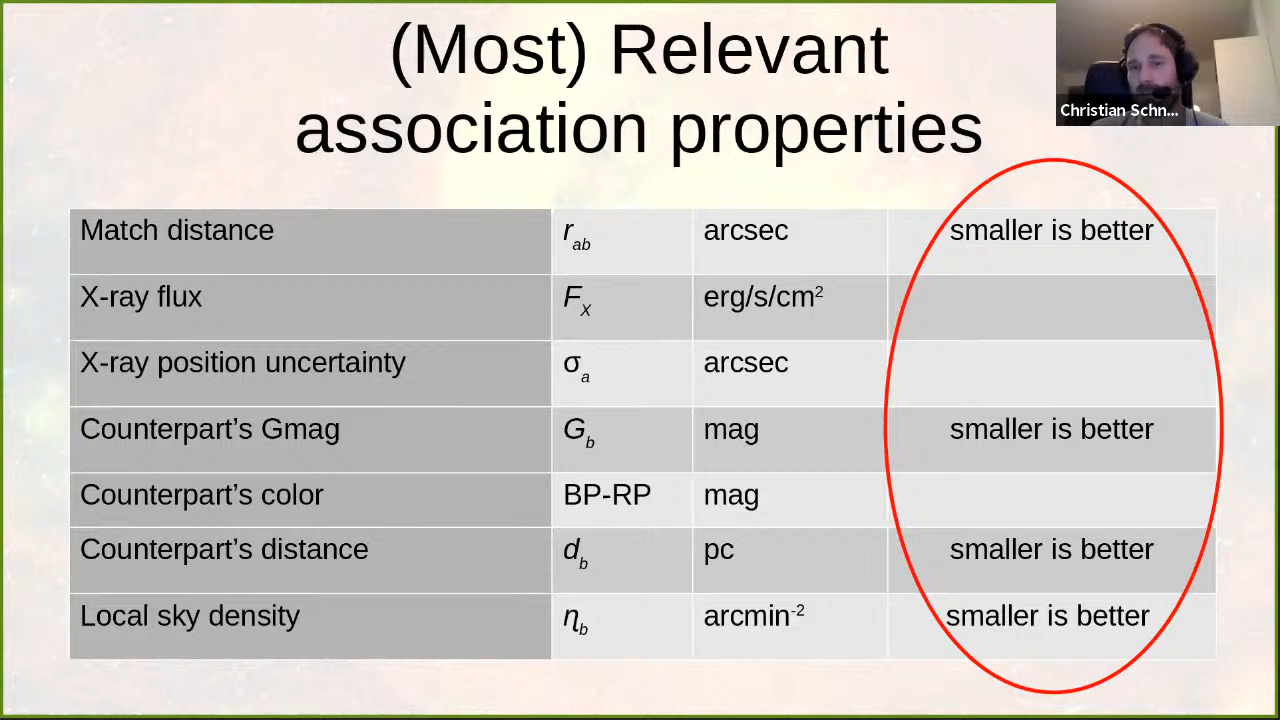 (Most) Relevant
association properties
Christian Schn...
Match distance r_ab arcsec smaller is better
X-ray flux F_X erg/s/cm²
X-ray position uncertainty σ_a arcsec
Counterpart’s Gmag G_b mag smaller is better
Counterpart’s color BP-RP mag
Counterpart’s distance d_b pc smaller is better
Local sky density η_b arcmin⁻² smaller is better